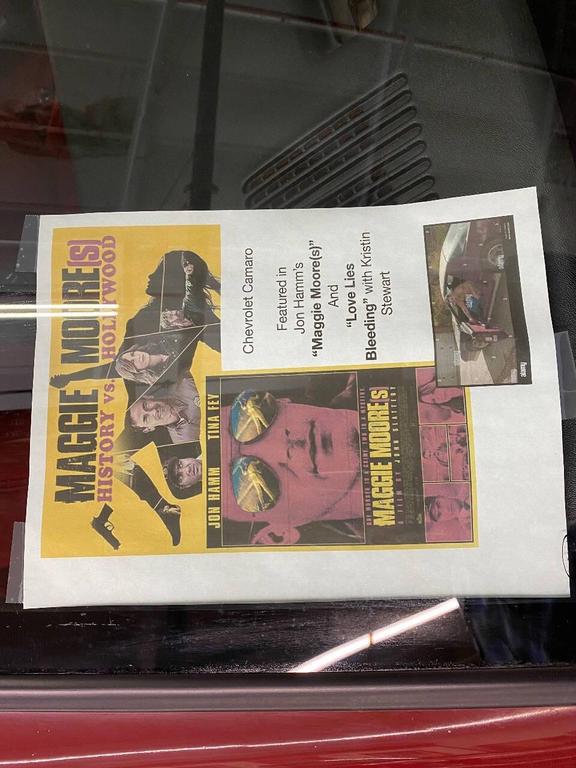 MAGGIE MOORE(S)
HISTORY VS. HOLLYWOOD
JON HAMM TINA FEY
MAGGIE MOORE(S)
A FILM BY JOHN SLATTERY
Chevrolet Camaro
Featured in
Jon Hamm's
"Maggie Moore(s)"
And
"Love Lies
Bleeding" with Kristin
Stewart
alamy